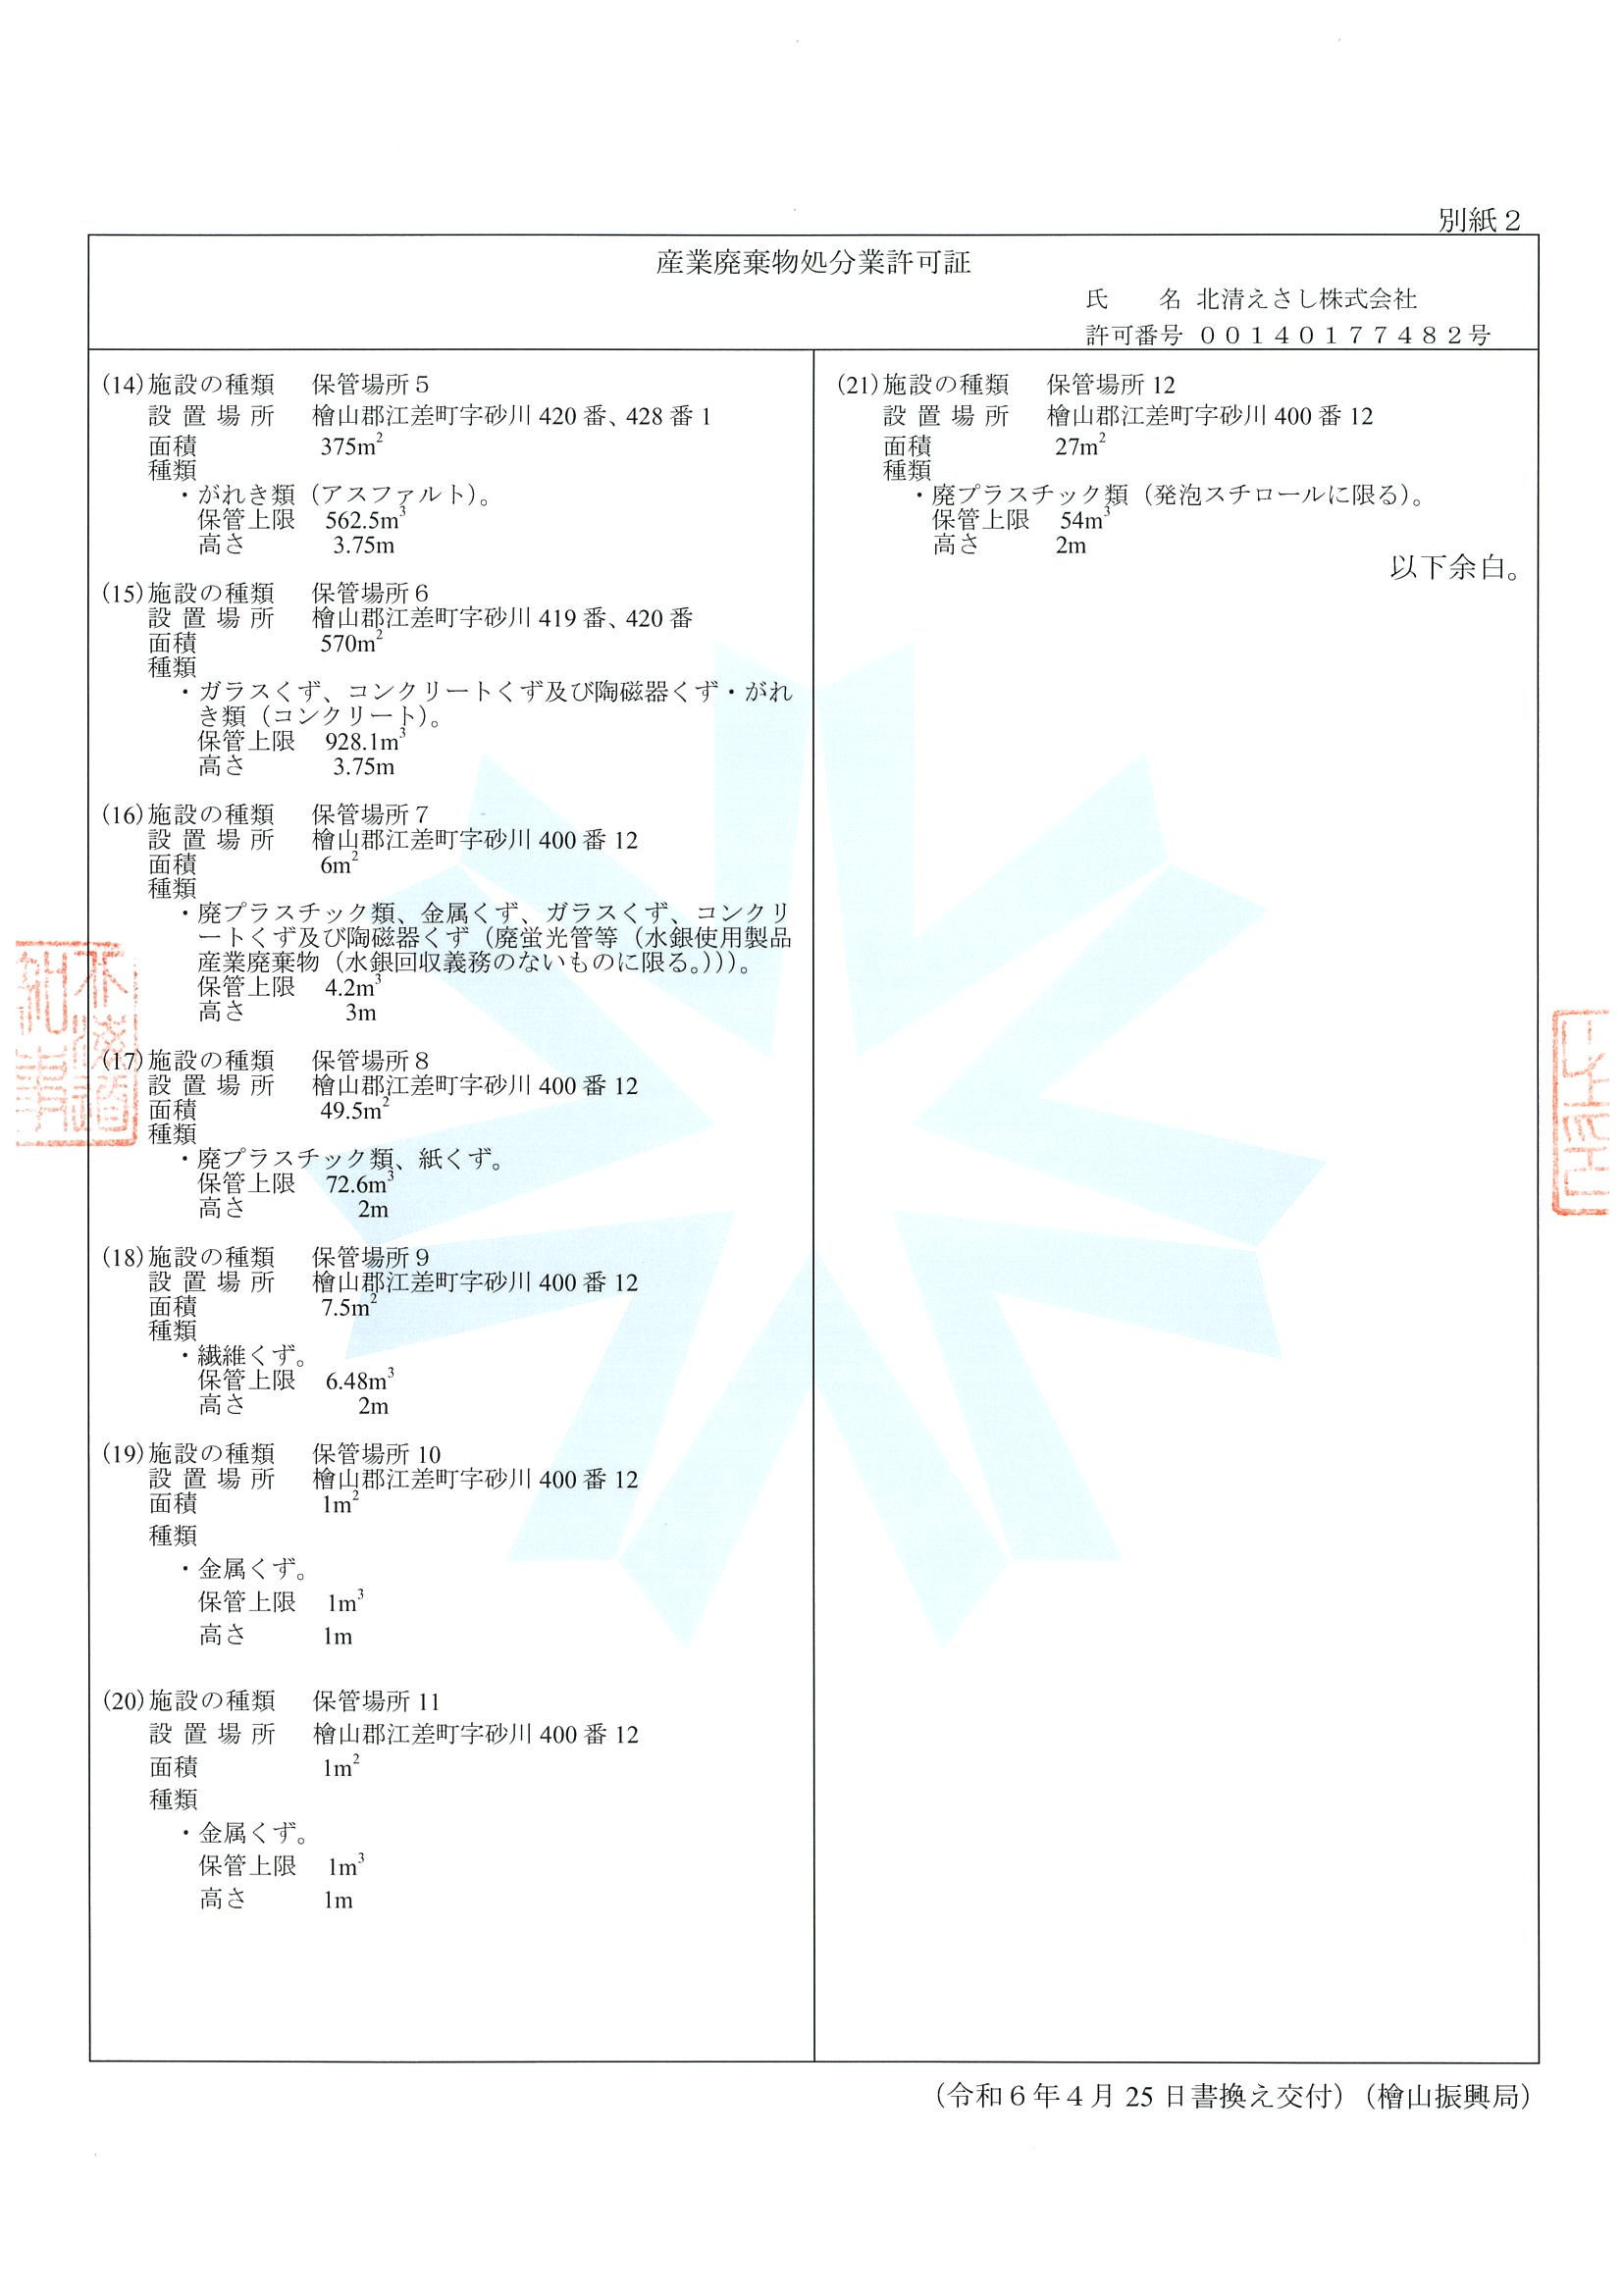 別紙２
産業廃棄物処分業許可証
氏　　名 北清えさし株式会社
許可番号 ００１４０１７７４８２号
(14)施設の種類　保管場所５
設置場所　檜山郡江差町字砂川 420 番、428 番 1
面積　375m²
種類
・がれき類（アスファルト）。
保管上限　562.5m³
高さ　3.75m
(15)施設の種類　保管場所６
設置場所　檜山郡江差町字砂川 419 番、420 番
面積　570m²
種類
・ガラスくず、コンクリートくず及び陶磁器くず・がれ
き類（コンクリート）。
保管上限　928.1m³
高さ　3.75m
(16)施設の種類　保管場所７
設置場所　檜山郡江差町字砂川 400 番 12
面積　6m²
種類
・廃プラスチック類、金属くず、ガラスくず、コンクリ
ートくず及び陶磁器くず（廃蛍光管等（水銀使用製品
産業廃棄物（水銀回収義務のないものに限る。）））。
保管上限　4.2m³
高さ　3m
(17)施設の種類　保管場所８
設置場所　檜山郡江差町字砂川 400 番 12
面積　49.5m²
種類
・廃プラスチック類、紙くず。
保管上限　72.6m³
高さ　2m
(18)施設の種類　保管場所９
設置場所　檜山郡江差町字砂川 400 番 12
面積　7.5m²
種類
・繊維くず。
保管上限　6.48m³
高さ　2m
(19)施設の種類　保管場所 10
設置場所　檜山郡江差町字砂川 400 番 12
面積　1m²
種類
・金属くず。
保管上限　1m³
高さ　1m
(20)施設の種類　保管場所 11
設置場所　檜山郡江差町字砂川 400 番 12
面積　1m²
種類
・金属くず。
保管上限　1m³
高さ　1m
(21)施設の種類　保管場所 12
設置場所　檜山郡江差町字砂川 400 番 12
面積　27m²
種類
・廃プラスチック類（発泡スチロールに限る）。
保管上限　54m³
高さ　2m
以下余白。
（令和６年４月 25 日書換え交付）（檜山振興局）